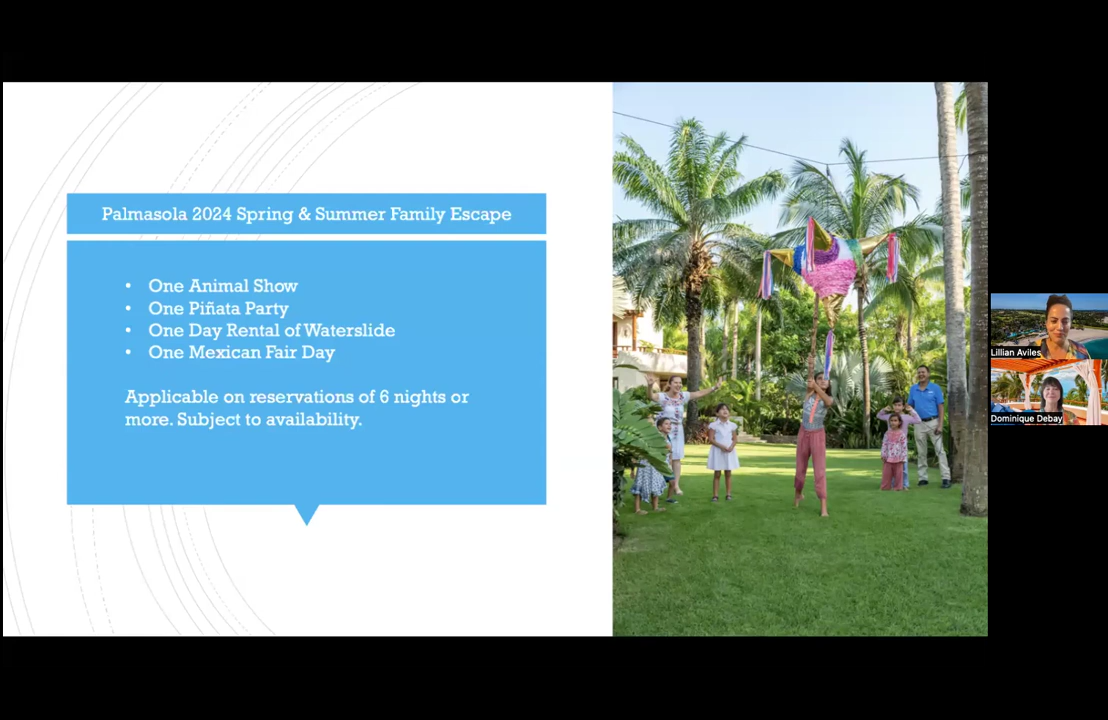 Palmasola 2024 Spring & Summer Family Escape
• One Animal Show
• One Piñata Party
• One Day Rental of Waterslide
• One Mexican Fair Day
Applicable on reservations of 6 nights or
more. Subject to availability.
Lillian Aviles
Dominique Debay